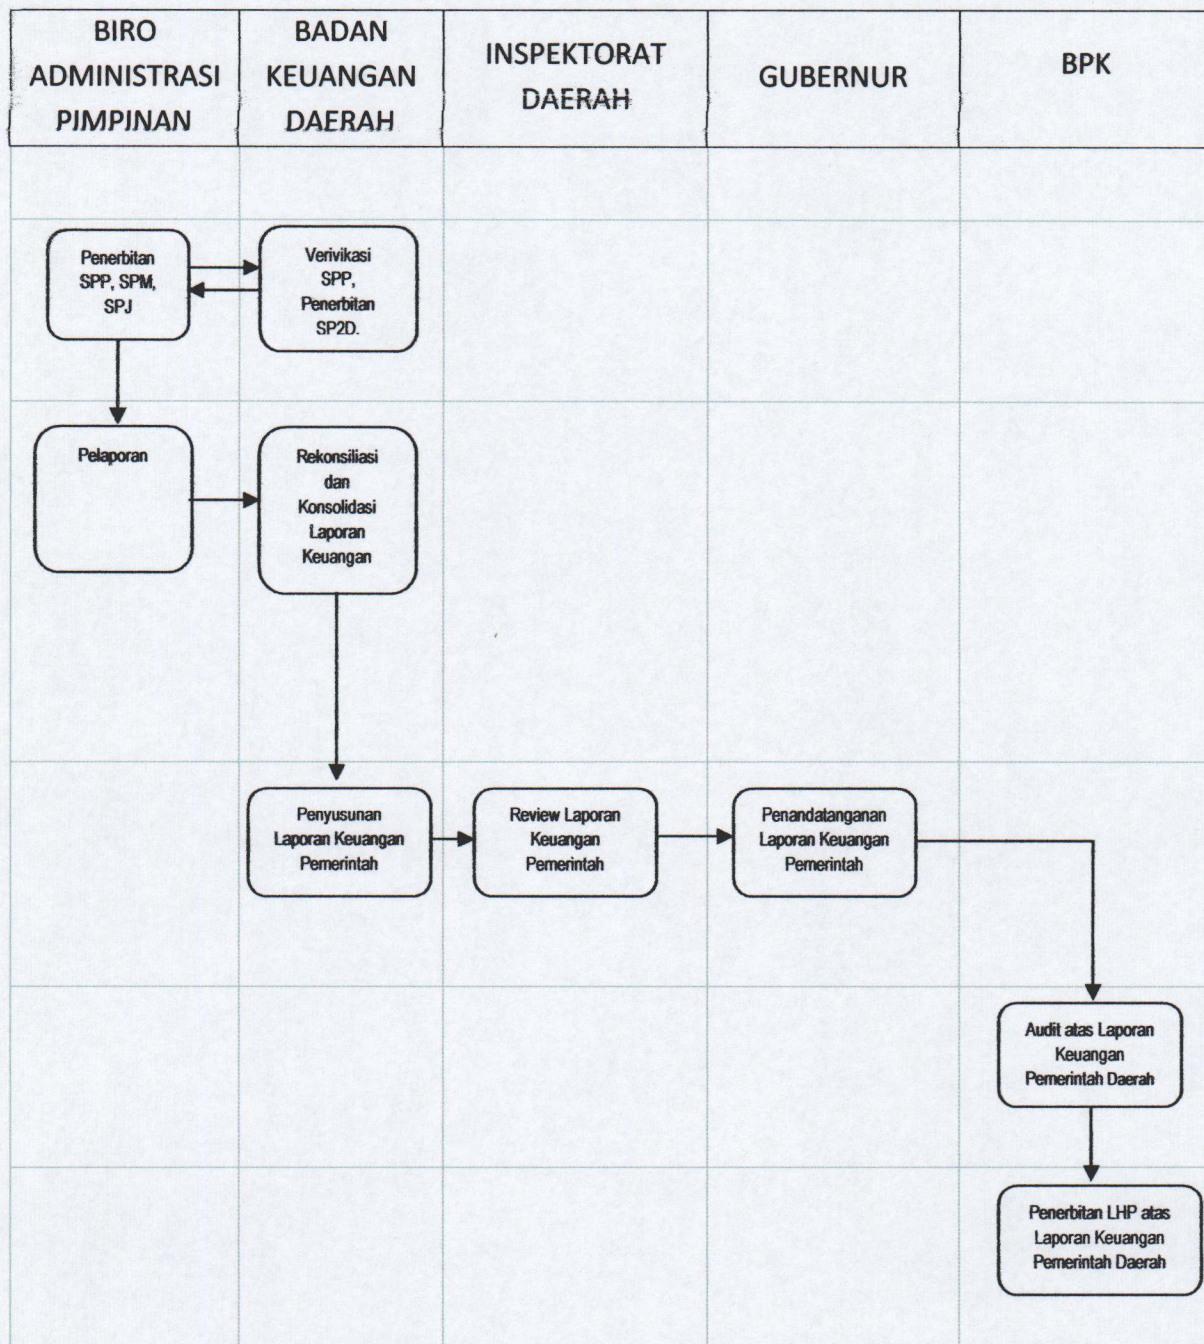 BIRO
ADMINISTRASI
PIMPINAN
BADAN
KEUANGAN
DAERAH
INSPEKTORAT
DAERAH
GUBERNUR
BPK
Penerbitan
SPP, SPM,
SPJ
Verivikasi
SPP,
Penerbitan
SP2D.
Pelaporan
Rekonsiliasi
dan
Konsolidasi
Laporan
Keuangan
Penyusunan
Laporan Keuangan
Pemerintah
Review Laporan
Keuangan
Pemerintah
Penandatanganan
Laporan Keuangan
Pemerintah
Audit atas Laporan
Keuangan
Pemerintah Daerah
Penerbitan LHP atas
Laporan Keuangan
Pemerintah Daerah